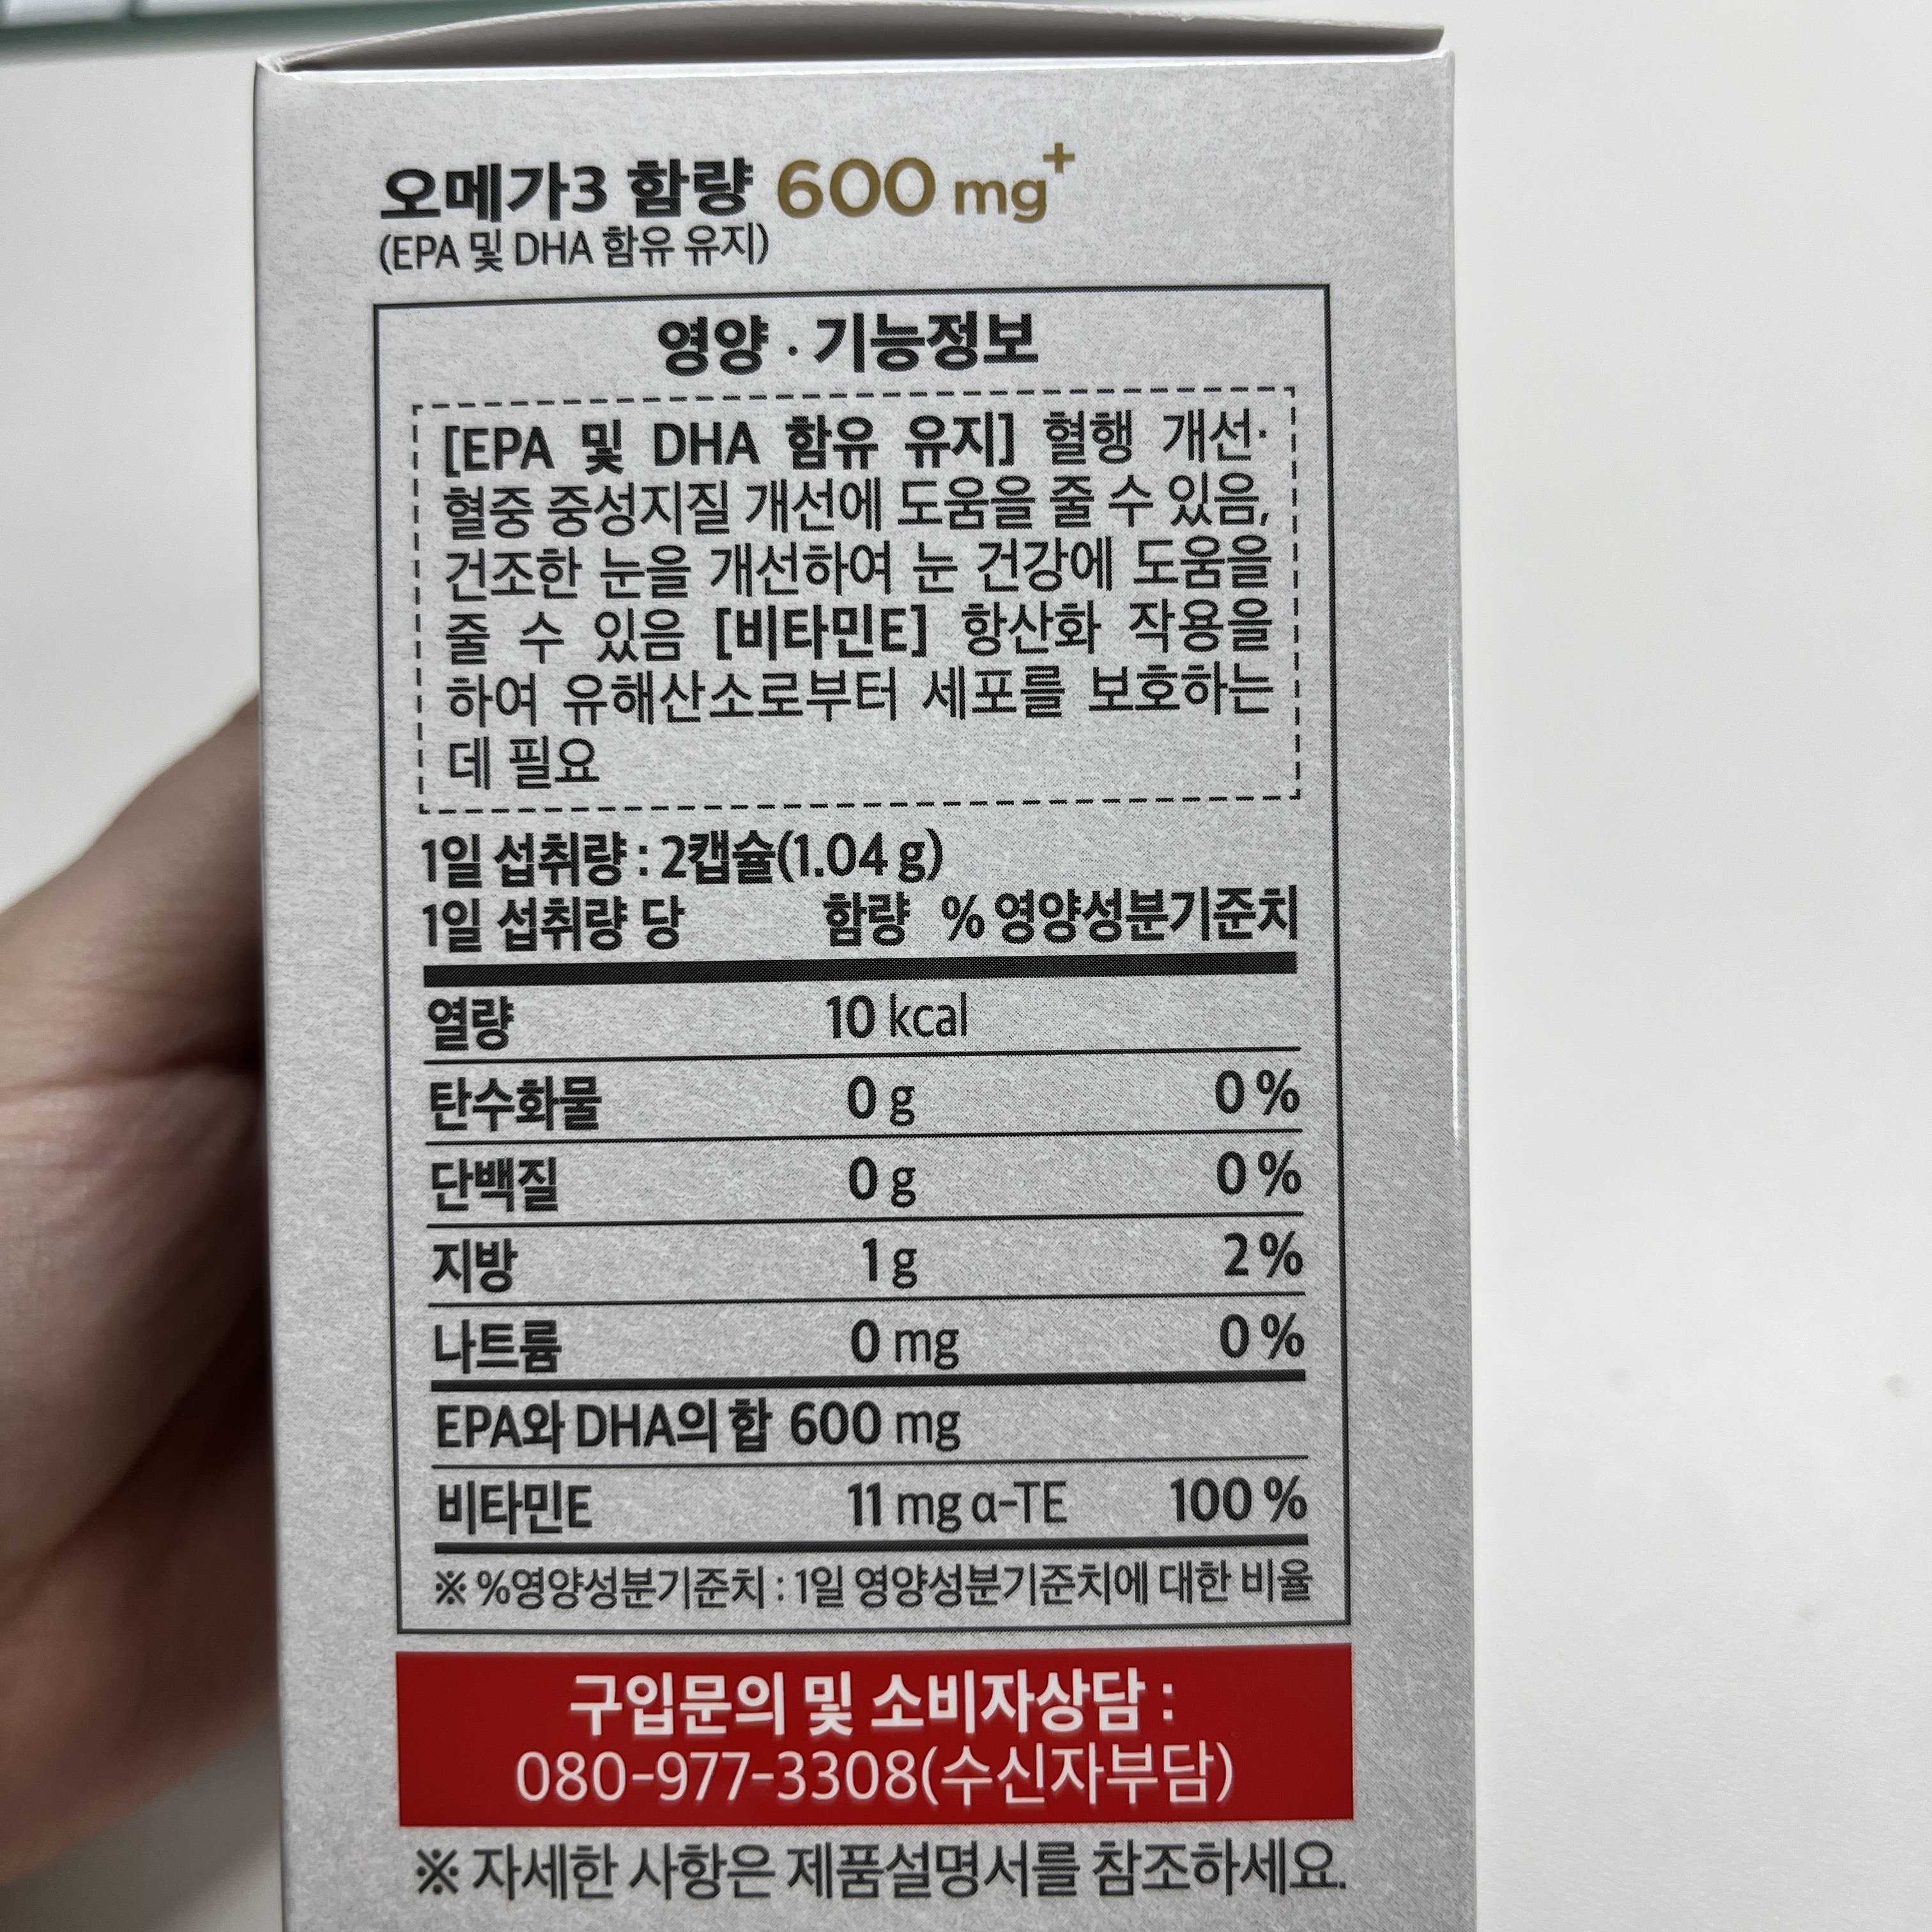 오메가3 함량 600 mg+
(EPA 및 DHA 함유 유지)
영양 · 기능정보
[EPA 및 DHA 함유 유지] 혈행 개선·
혈중 중성지질 개선에 도움을 줄 수 있음,
건조한 눈을 개선하여 눈 건강에 도움을
줄 수 있음 [비타민E] 항산화 작용을
하여 유해산소로부터 세포를 보호하는
데 필요
1일 섭취량 : 2캡슐(1.04 g)
1일 섭취량 당 함량 % 영양성분기준치
열량 10 kcal
탄수화물 0 g 0 %
단백질 0 g 0 %
지방 1 g 2 %
나트륨 0 mg 0 %
EPA와 DHA의 합 600 mg
비타민E 11 mg α-TE 100 %
※ %영양성분기준치 : 1일 영양성분기준치에 대한 비율
구입문의 및 소비자상담 :
080-977-3308(수신자부담)
※ 자세한 사항은 제품설명서를 참조하세요.